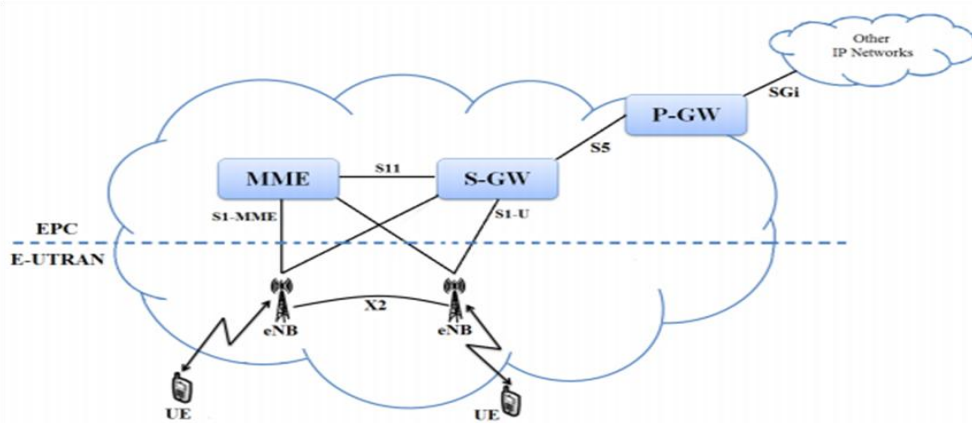 Other
IP Networks
SGi
P-GW
S5
MME
S11
S-GW
S1-MME
S1-U
EPC
E-UTRAN
eNB
X2
eNB
UE
UE